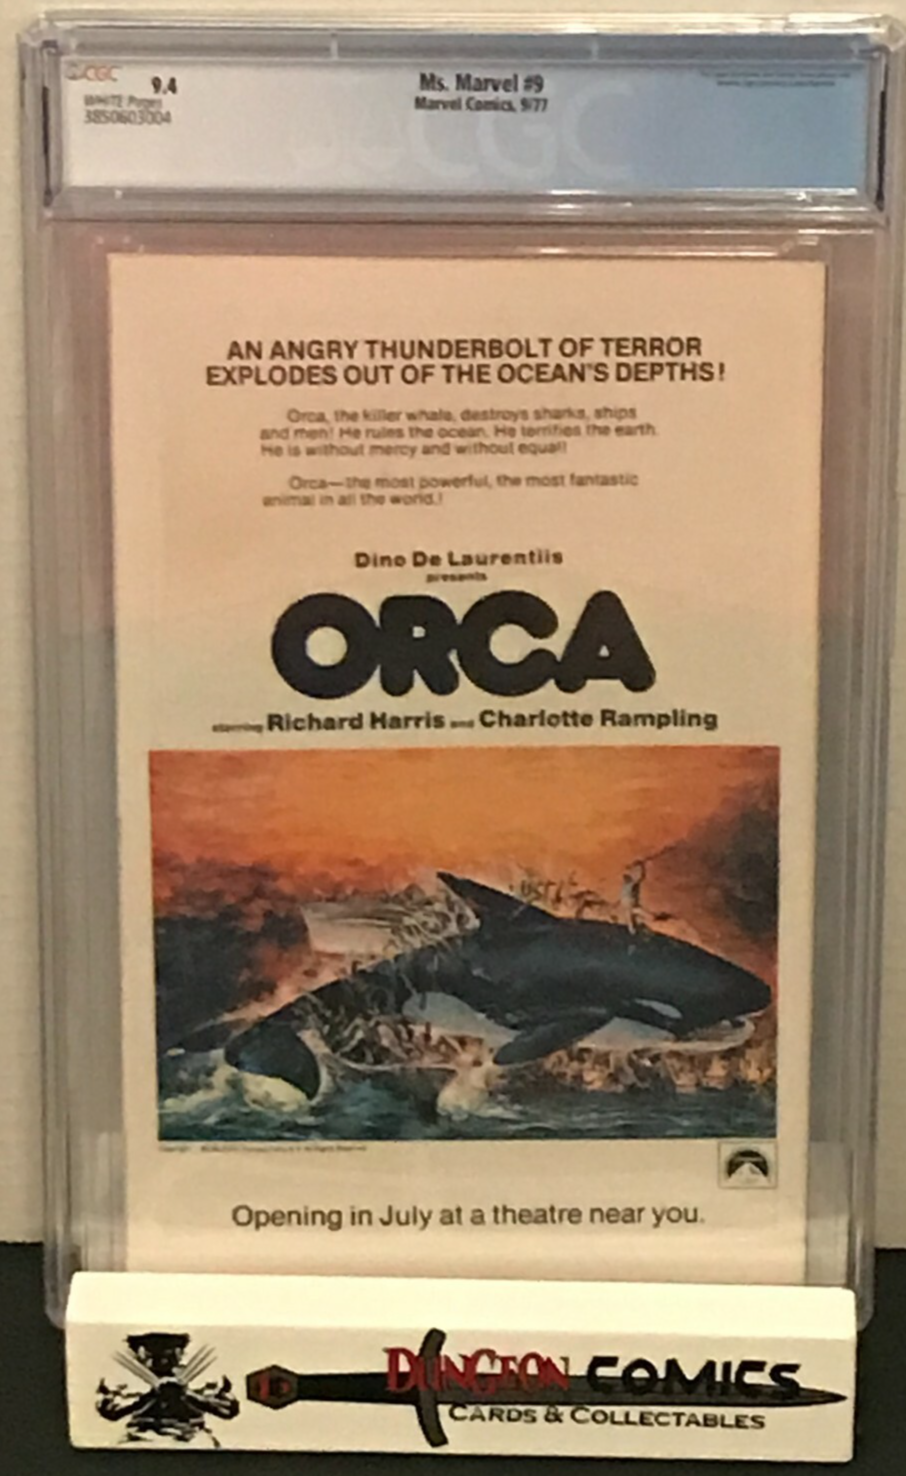 CGC
9.4
WHITE Pages
3850603004
Ms. Marvel #9
Marvel Comics, 9/77
CGC
AN ANGRY THUNDERBOLT OF TERROR
EXPLODES OUT OF THE OCEAN'S DEPTHS!
Orca, the killer whale, destroys sharks, ships
and men! He rules the ocean. He terrifies the earth.
He is without mercy and without equal!
Orca—the most powerful, the most fantastic
animal in all the world!
Dino De Laurentiis
presents
ORCA
starring Richard Harris and Charlotte Rampling
Opening in July at a theatre near you.
DUNGEON COMICS
CARDS & COLLECTABLES